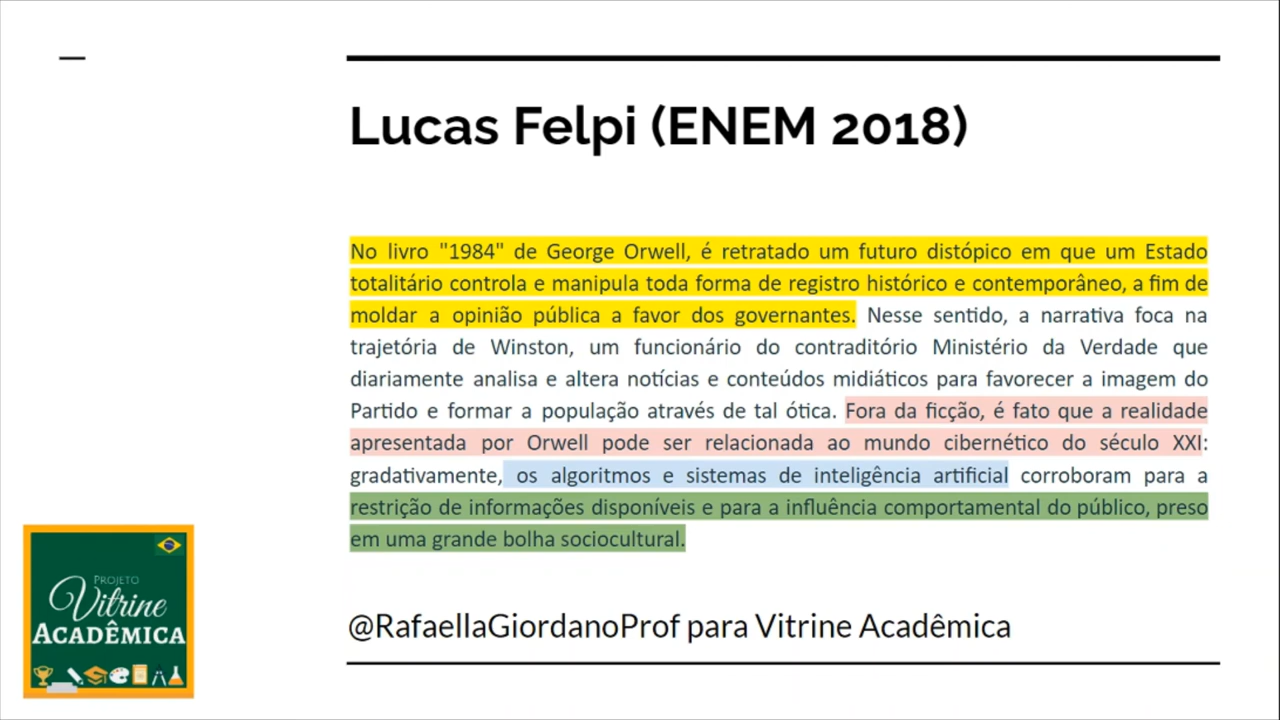 Lucas Felpi (ENEM 2018)
No livro "1984" de George Orwell, é retratado um futuro distópico em que um Estado
totalitário controla e manipula toda forma de registro histórico e contemporâneo, a fim de
moldar a opinião pública a favor dos governantes. Nesse sentido, a narrativa foca na
trajetória de Winston, um funcionário do contraditório Ministério da Verdade que
diariamente analisa e altera notícias e conteúdos midiáticos para favorecer a imagem do
Partido e formar a população através de tal ótica. Fora da ficção, é fato que a realidade
apresentada por Orwell pode ser relacionada ao mundo cibernético do século XXI:
gradativamente, os algoritmos e sistemas de inteligência artificial corroboram para a
restrição de informações disponíveis e para a influência comportamental do público, preso
em uma grande bolha sociocultural.
@RafaellaGiordanoProf para Vitrine Acadêmica
PROJETO
Vitrine
ACADÊMICA